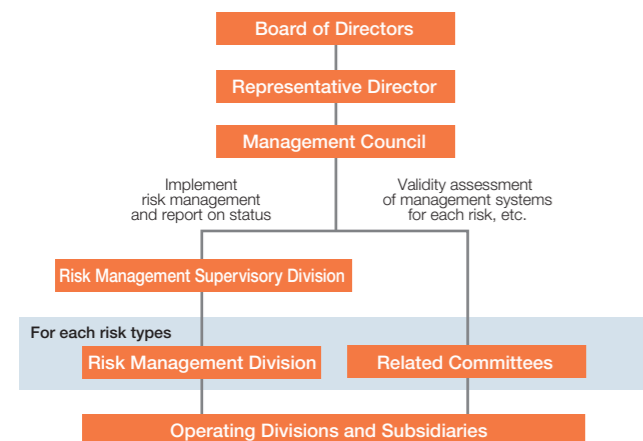 Board of Directors
Representative Director
Management Council
Implement
risk management
and report on status
Validity assessment
of management systems
for each risk, etc.
Risk Management Supervisory Division
For each risk types
Risk Management Division
Related Committees
Operating Divisions and Subsidiaries